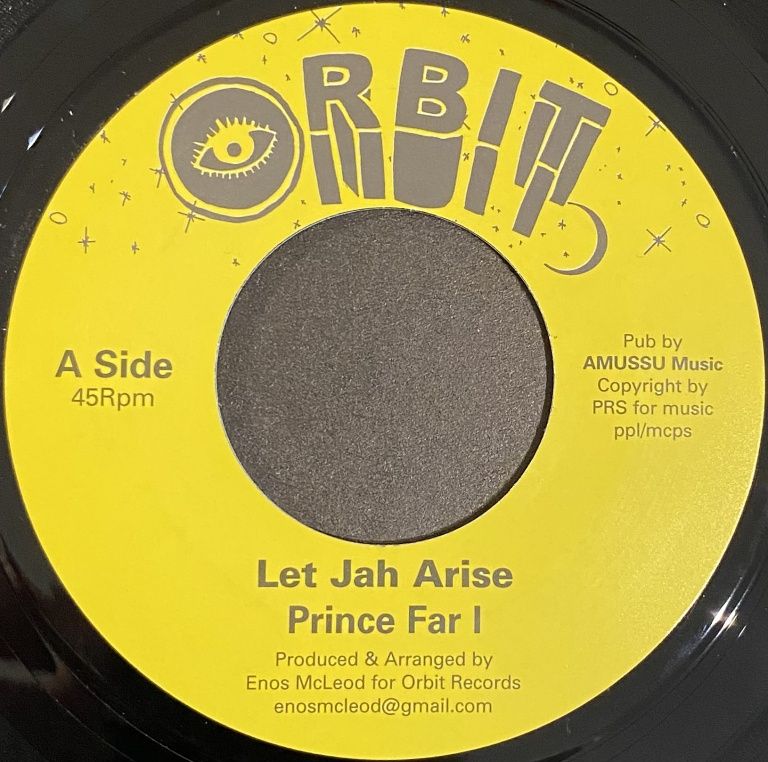 ORBIT
A Side
45Rpm
Pub by
AMUSSU Music
Copyright by
PRS for music
ppl/mcps
Let Jah Arise
Prince Far I
Produced & Arranged by
Enos McLeod for Orbit Records
enosmcleod@gmail.com